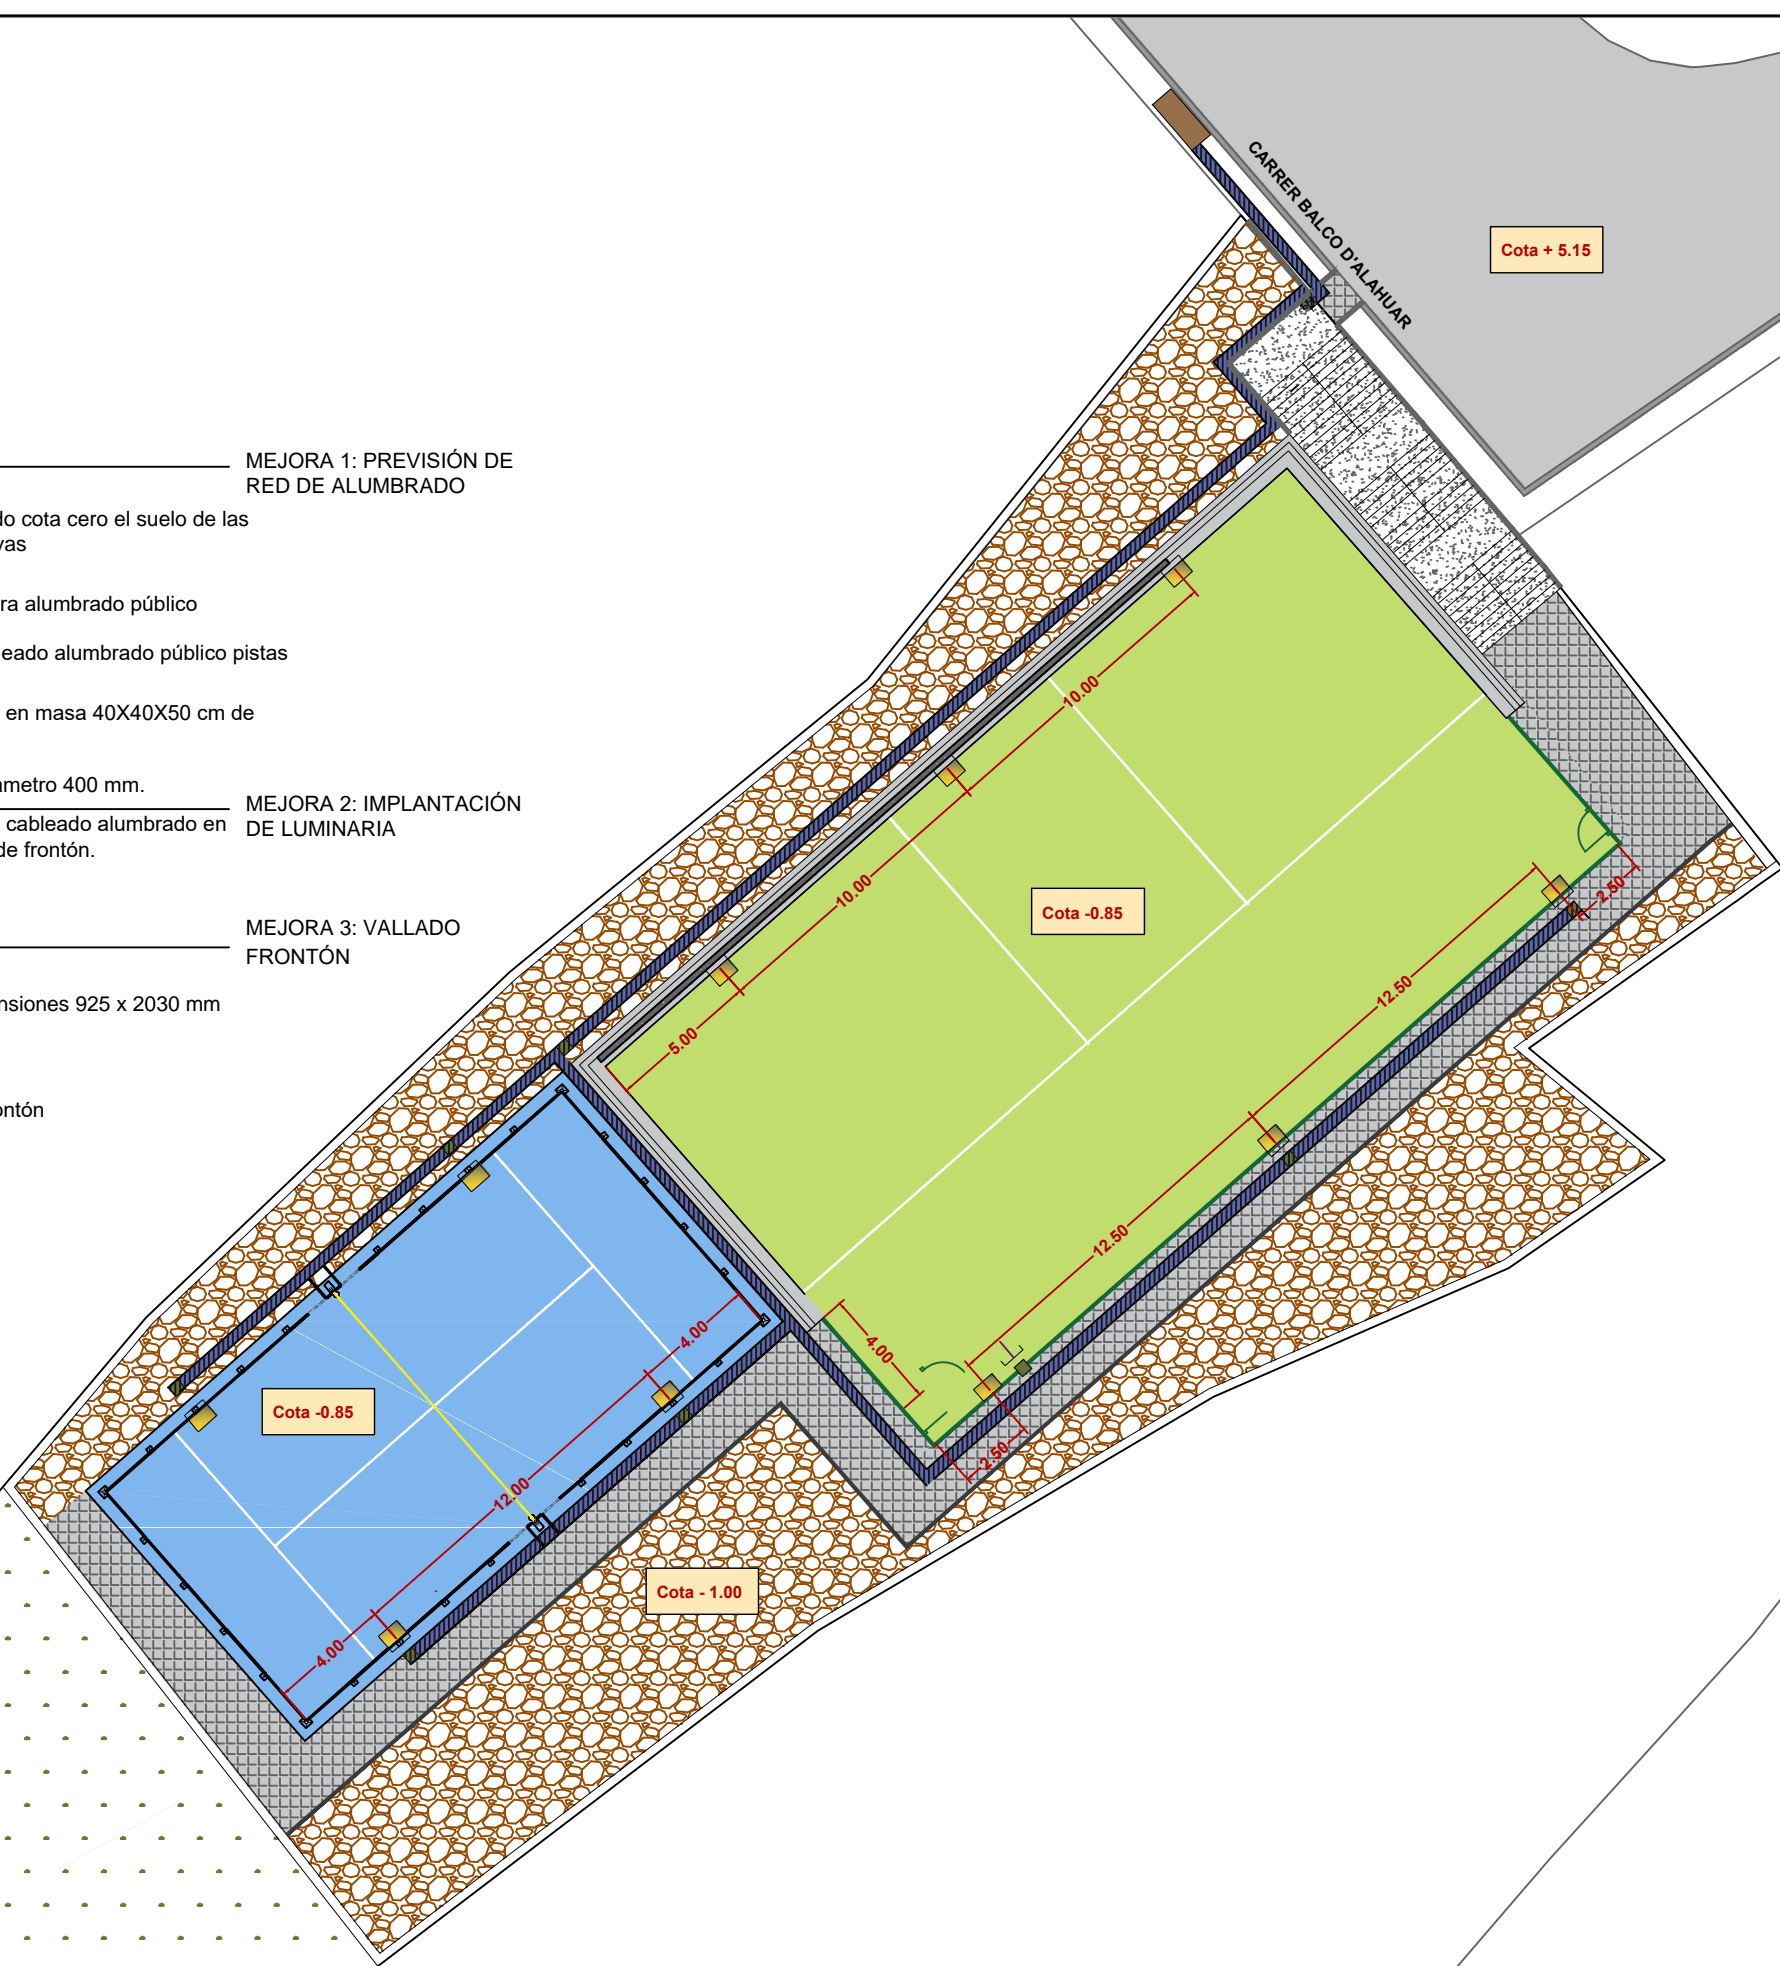 MEJORA 1: PREVISIÓN DE
RED DE ALUMBRADO
do cota cero el suelo de las
vas
ra alumbrado público
eado alumbrado público pistas
en masa 40X40X50 cm de
ametro 400 mm.
MEJORA 2: IMPLANTACIÓN
DE LUMINARIA
cableado alumbrado en
de frontón.
MEJORA 3: VALLADO
FRONTÓN
nsiones 925 x 2030 mm
ontón
CARRER BALCO D'ALAHUAR
Cota + 5.15
10.00
10.00
5.00
Cota -0.85
2.50
12.50
12.50
4.00
2.50
4.00
12.00
4.00
Cota -0.85
Cota - 1.00